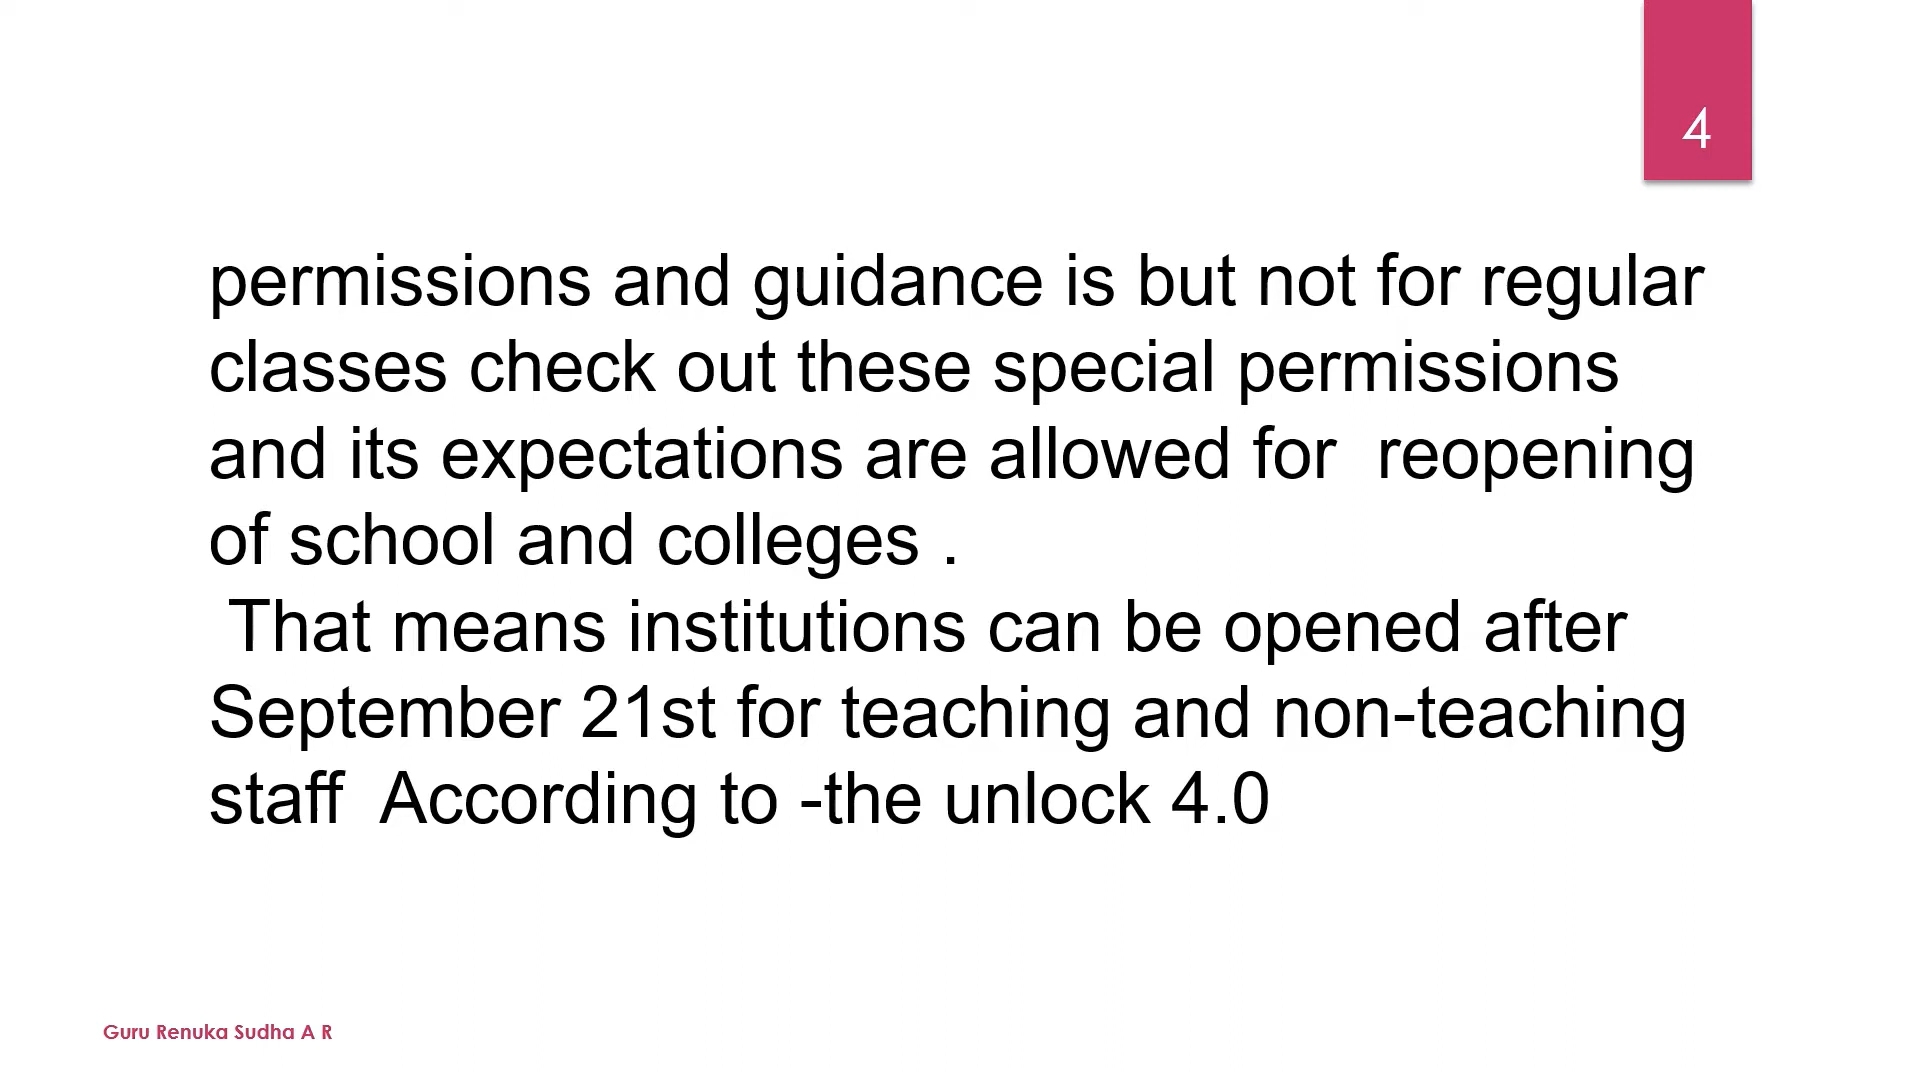 4
permissions and guidance is but not for regular
classes check out these special permissions
and its expectations are allowed for  reopening
of school and colleges .
 That means institutions can be opened after
September 21st for teaching and non-teaching
staff  According to -the unlock 4.0
Guru Renuka Sudha A R